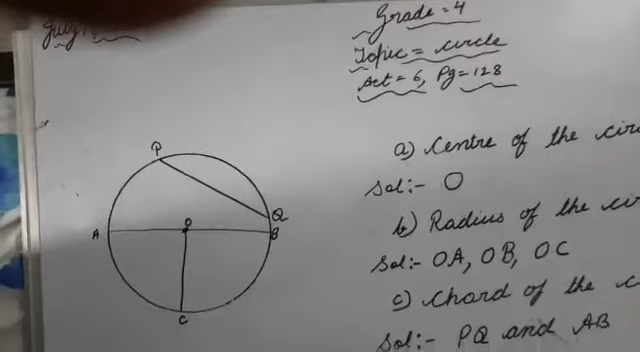 Grade = 4
Topic = circle
Act = 6, Pg = 128
a) Centre of the
Sol:- O
b) Radius of the
Sol:- OA, OB, OC
c) Chord of the
Sol:- PQ and AB
P
Q
A
O
B
C